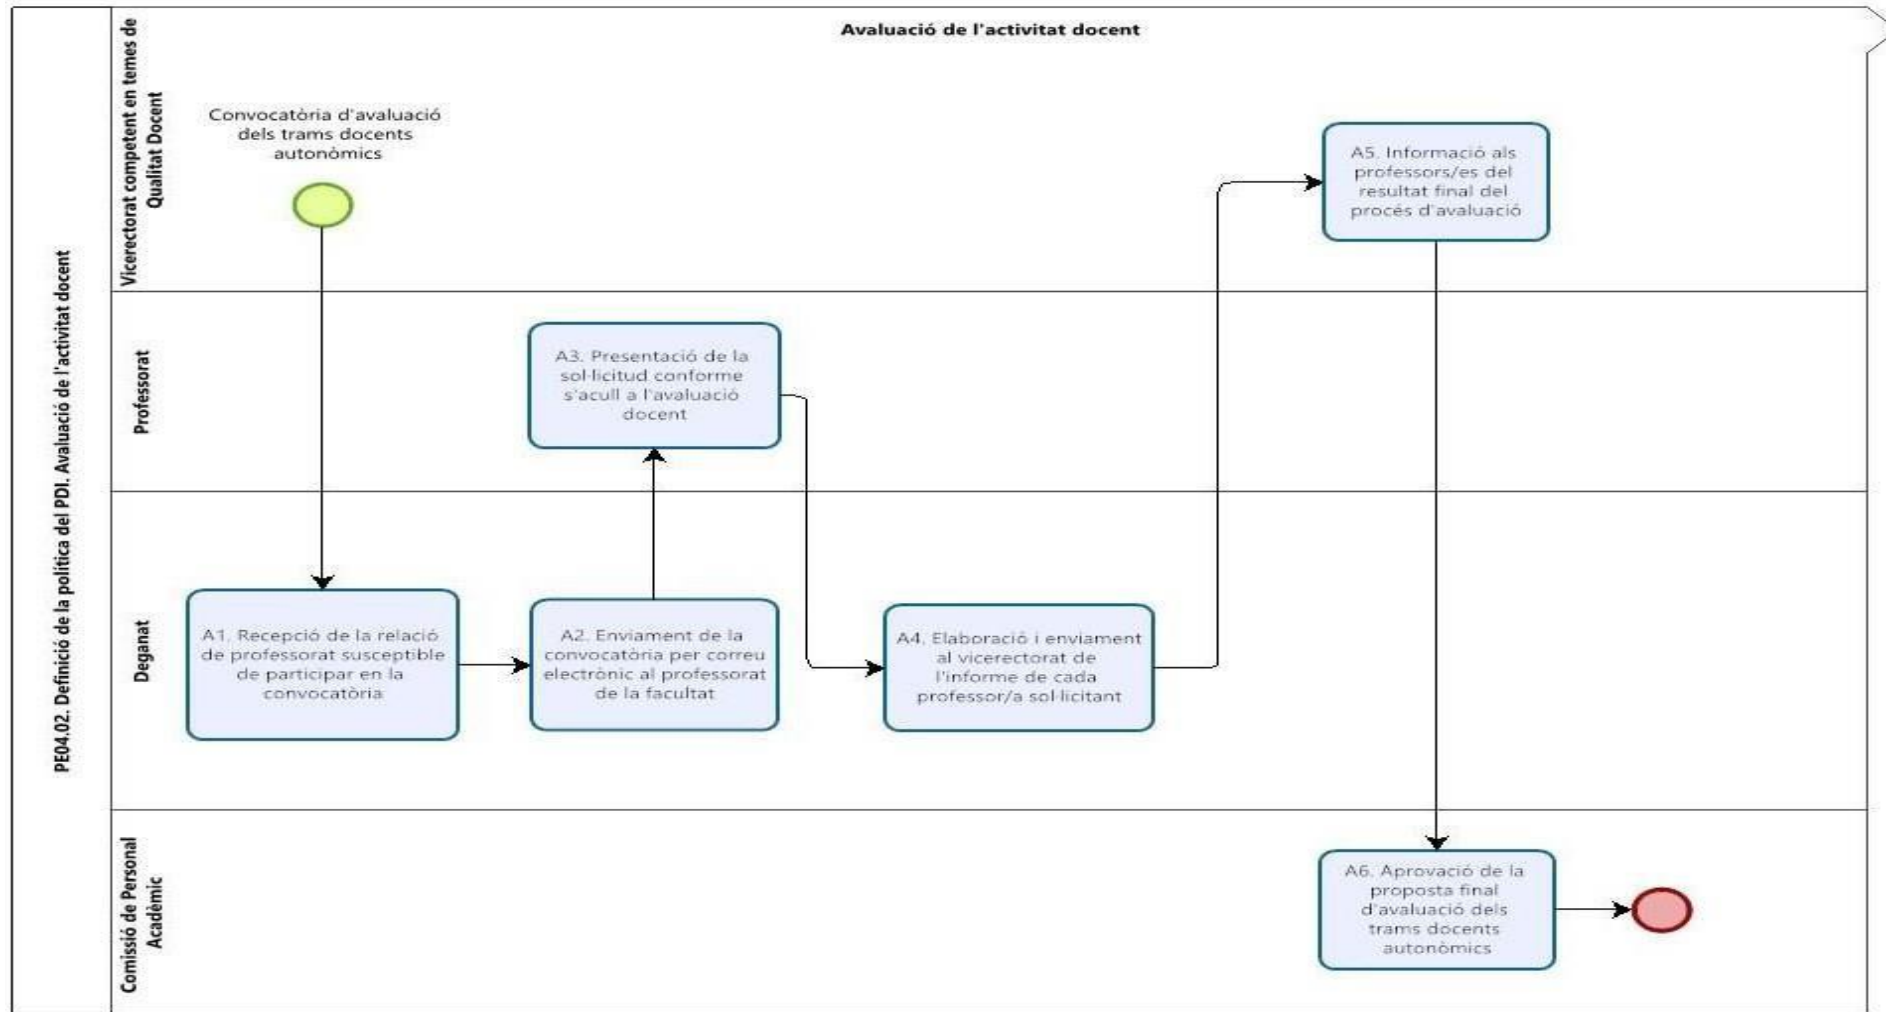 Avaluació de l'activitat docent
PE04.02. Definició de la política del PDI. Avaluació de l'activitat docent
Vicerectorat competent en temes de
Qualitat Docent
Convocatòria d'avaluació
dels trams docents
autonòmics
A5. Informació als
professors/es del
resultat final del
procés d'avaluació
Professorat
A3. Presentació de la
sol·licitud conforme
s'acull a l'avaluació
docent
Deganat
A1. Recepció de la relació
de professorat susceptible
de participar en la
convocatòria
A2. Enviament de la
convocatòria per correu
electrònic al professorat
de la facultat
A4. Elaboració i enviament
al vicerectorat de
l'informe de cada
professor/a sol·licitant
Comissió de Personal
Acadèmic
A6. Aprovació de la
proposta final
d'avaluació dels
trams docents
autonòmics